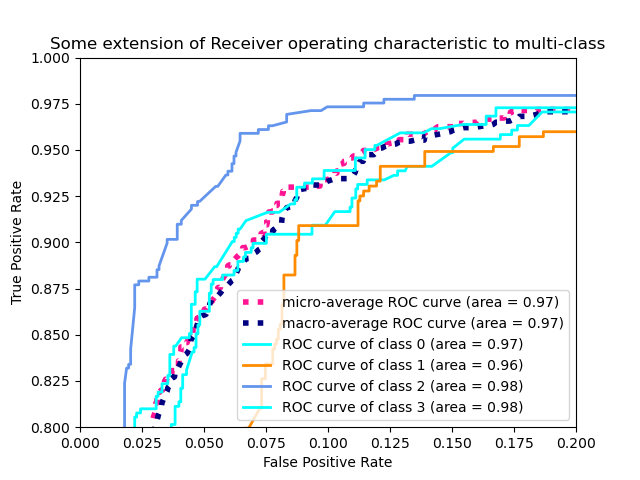 Some extension of Receiver operating characteristic to multi-class
1.000
0.975
0.950
0.925
0.900
0.875
0.850
0.825
0.800
True Positive Rate
micro-average ROC curve (area = 0.97)
macro-average ROC curve (area = 0.97)
ROC curve of class 0 (area = 0.97)
ROC curve of class 1 (area = 0.96)
ROC curve of class 2 (area = 0.98)
ROC curve of class 3 (area = 0.98)
0.000 0.025 0.050 0.075 0.100 0.125 0.150 0.175 0.200
False Positive Rate